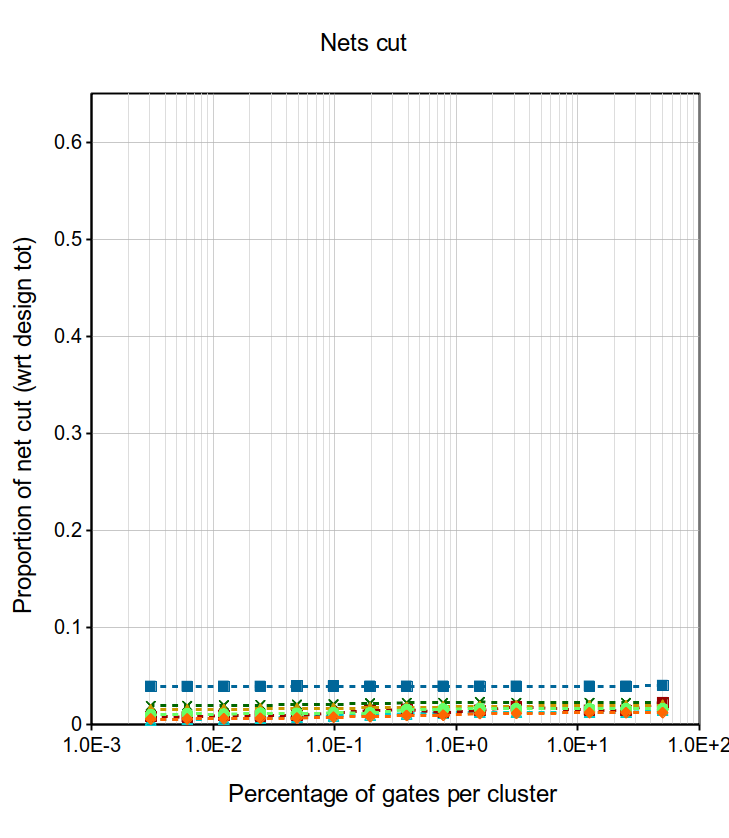 Nets cut
Proportion of net cut (wrt design tot)
0.6
0.5
0.4
0.3
0.2
0.1
0
1.0E-3 1.0E-2 1.0E-1 1.0E+0 1.0E+1 1.0E+2
Percentage of gates per cluster